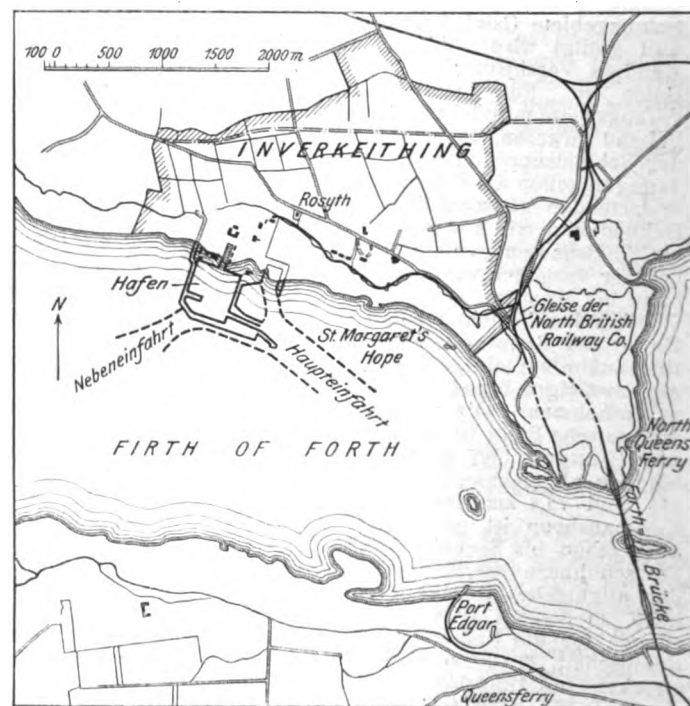 100 0 500 1000 1500 2000 m
INVERKEITHING
Rosyth
Hafen
N
Gleise der
North British
Railway Co.
St. Margaret's
Hope
Nebeneinfahrt
Haupteinfahrt
FIRTH OF FORTH
North
Queens
Ferry
Forth Brücke
Port
Edgar
Queensferry